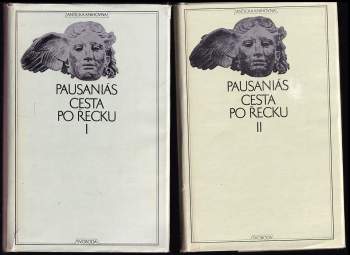 ANTICKÁ KNIHOVNA
PAUSANIÁS
CESTA
PO ŘECKU
I
SVOBODA
ANTICKÁ KNIHOVNA
PAUSANIÁS
CESTA
PO ŘECKU
II
SVOBODA